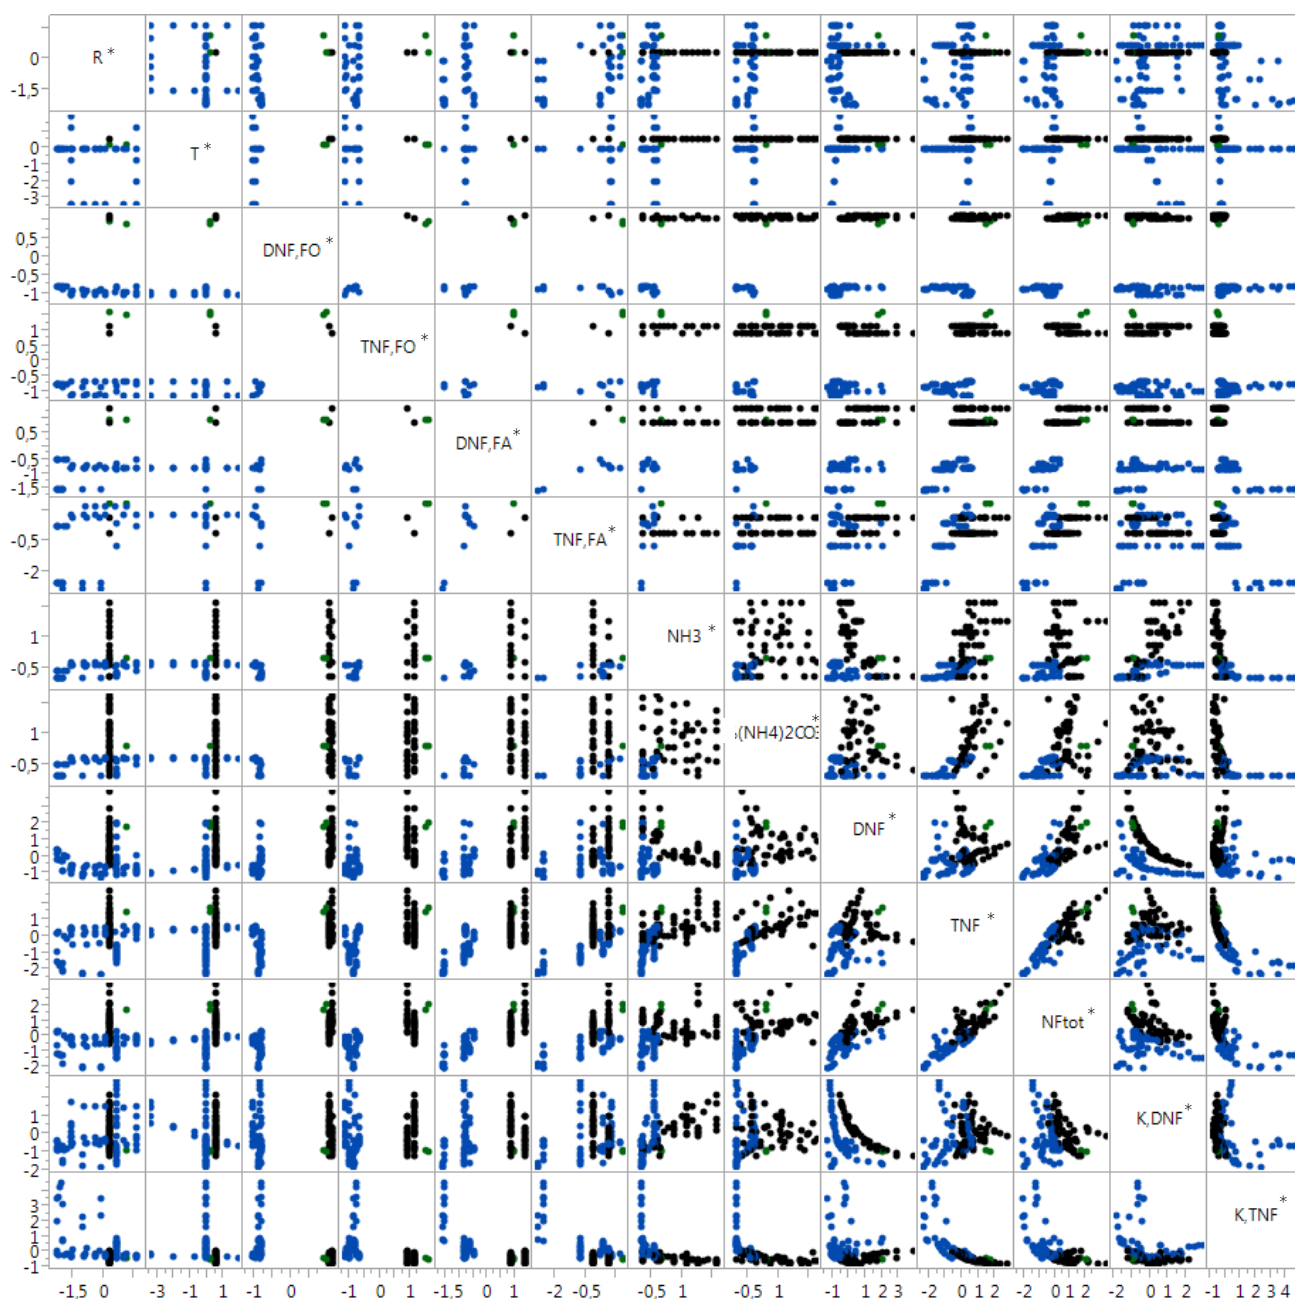 0
-1,5
R *
0
-1
-2
-3
T *
0,5
0
-0,5
-1
DNF,FO *
1
0,5
0
-0,5
-1
TNF,FO *
0,5
-0,5
-1
-1,5
DNF,FA *
-0,5
-2
TNF,FA *
1
-0,5
NH3 *
1
-0,5
(NH4)2CO3 *
2
1
0
-1
DNF *
1
0
-1
-2
TNF *
2
1
0
-1
-2
NFtot *
1
0
-1
-2
K,DNF *
3
2
1
0
-1
K,TNF *
-1,5 0
-3 -1 0
-1 0
-1 0 1
-1,5 0 1
-2 -0,5
-0,5 1
-0,5 1
-1 0 1 2 3
-2 0 1 2
-2 0 1 2
-2 0 1 2
-1 1 2 3 4